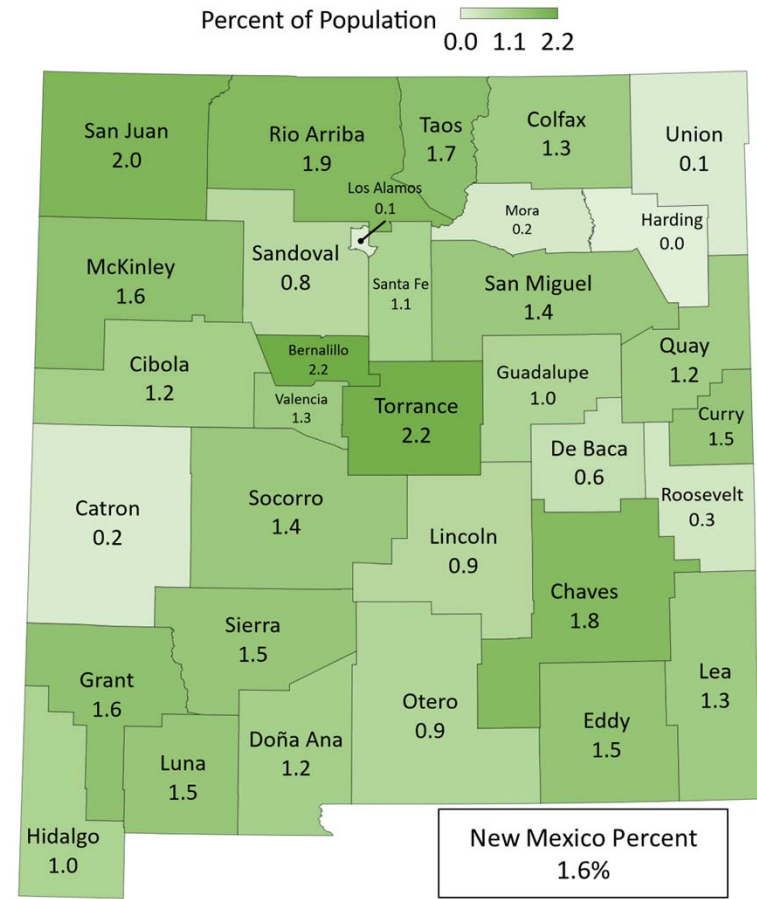 Percent of Population
0.0 1.1 2.2
San Juan
2.0
Rio Arriba
1.9
Taos
1.7
Colfax
1.3
Union
0.1
Los Alamos
0.1
Mora
0.2
Harding
0.0
McKinley
1.6
Sandoval
0.8
Santa Fe
1.1
San Miguel
1.4
Cibola
1.2
Bernalillo
2.2
Valencia
1.3
Torrance
2.2
Guadalupe
1.0
Quay
1.2
Curry
1.5
De Baca
0.6
Roosevelt
0.3
Catron
0.2
Socorro
1.4
Lincoln
0.9
Chaves
1.8
Sierra
1.5
Grant
1.6
Otero
0.9
Lea
1.3
Eddy
1.5
Doña Ana
1.2
Luna
1.5
Hidalgo
1.0
New Mexico Percent
1.6%